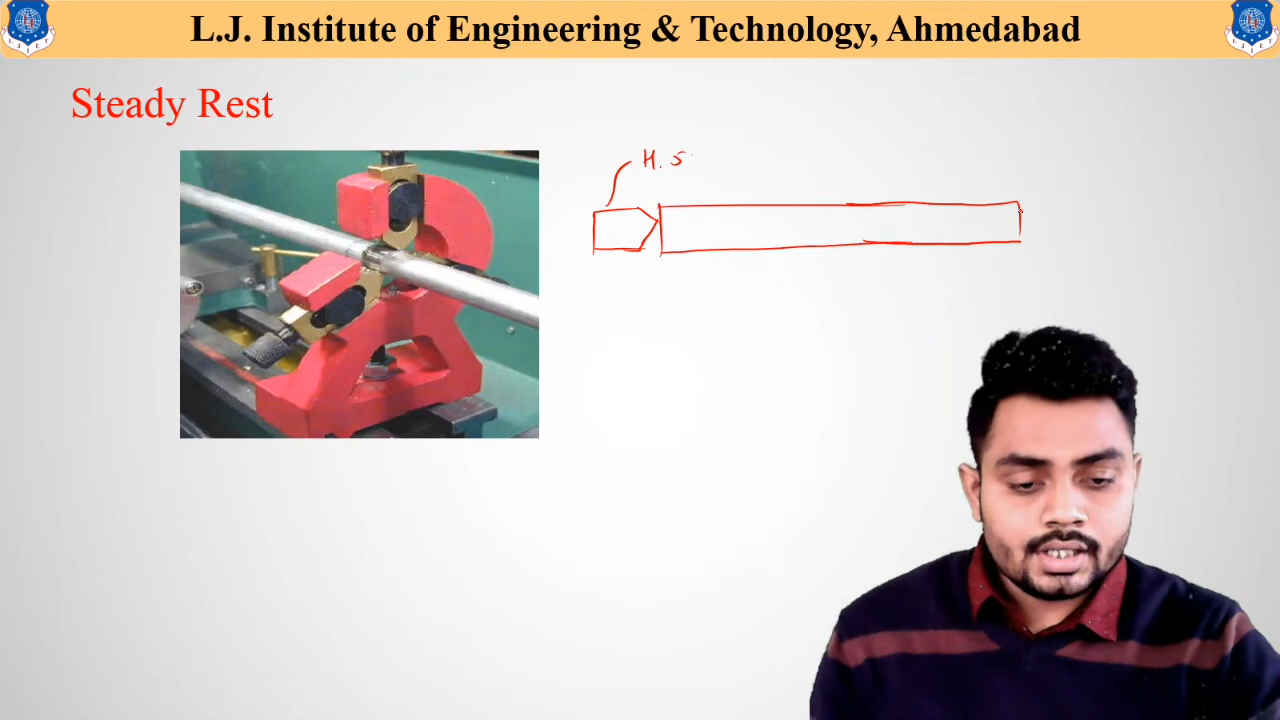 L.J. Institute of Engineering & Technology, Ahmedabad
Steady Rest
H. S